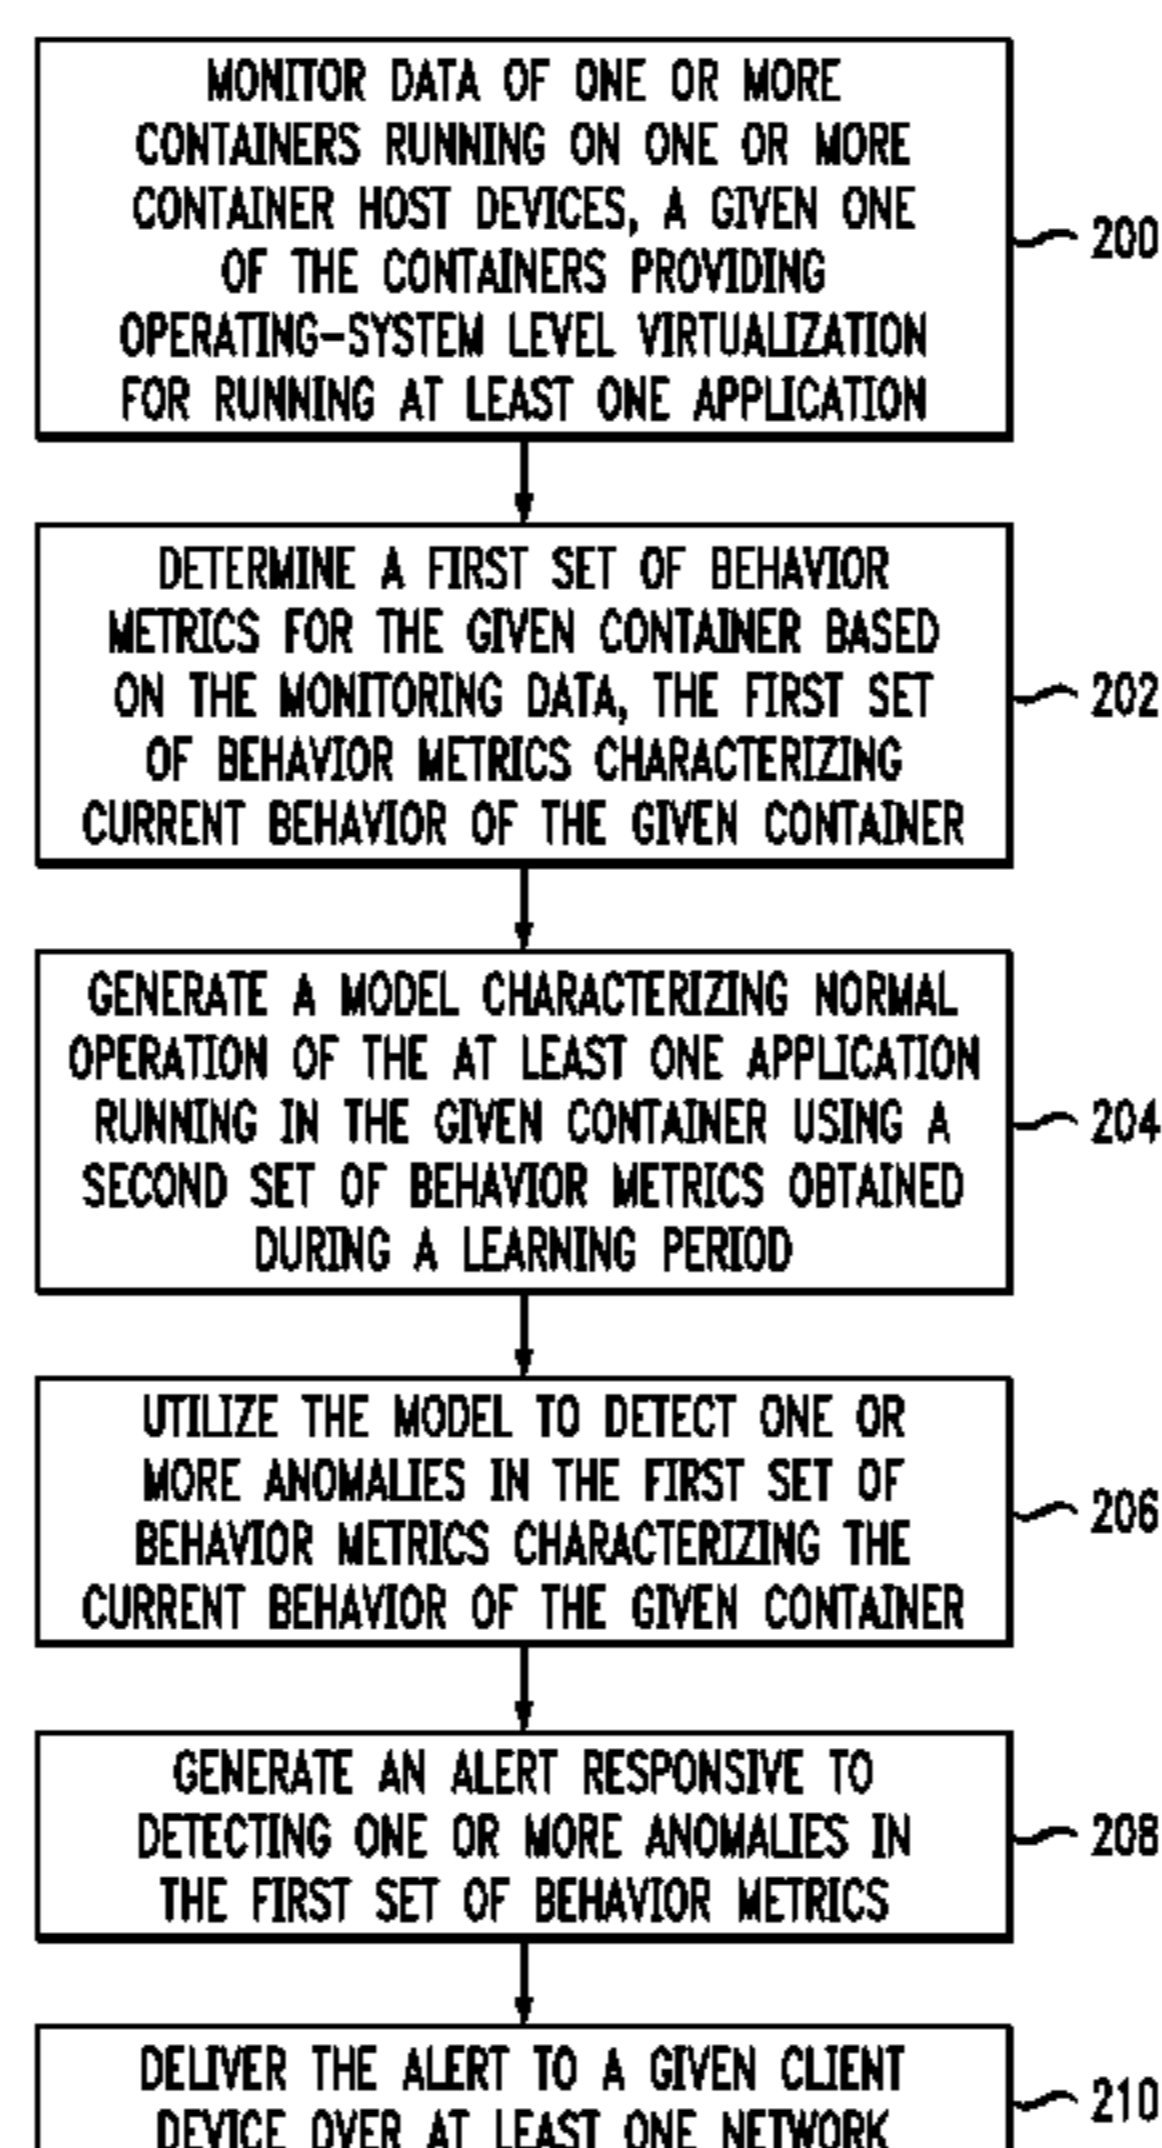 MONITOR DATA OF ONE OR MORE
CONTAINERS RUNNING ON ONE OR MORE
CONTAINER HOST DEVICES, A GIVEN ONE
OF THE CONTAINERS PROVIDING
OPERATING-SYSTEM LEVEL VIRTUALIZATION
FOR RUNNING AT LEAST ONE APPLICATION
200
DETERMINE A FIRST SET OF BEHAVIOR
METRICS FOR THE GIVEN CONTAINER BASED
ON THE MONITORING DATA, THE FIRST SET
OF BEHAVIOR METRICS CHARACTERIZING
CURRENT BEHAVIOR OF THE GIVEN CONTAINER
202
GENERATE A MODEL CHARACTERIZING NORMAL
OPERATION OF THE AT LEAST ONE APPLICATION
RUNNING IN THE GIVEN CONTAINER USING A
SECOND SET OF BEHAVIOR METRICS OBTAINED
DURING A LEARNING PERIOD
204
UTILIZE THE MODEL TO DETECT ONE OR
MORE ANOMALIES IN THE FIRST SET OF
BEHAVIOR METRICS CHARACTERIZING THE
CURRENT BEHAVIOR OF THE GIVEN CONTAINER
206
GENERATE AN ALERT RESPONSIVE TO
DETECTING ONE OR MORE ANOMALIES IN
THE FIRST SET OF BEHAVIOR METRICS
208
DELIVER THE ALERT TO A GIVEN CLIENT
DEVICE OVER AT LEAST ONE NETWORK
210